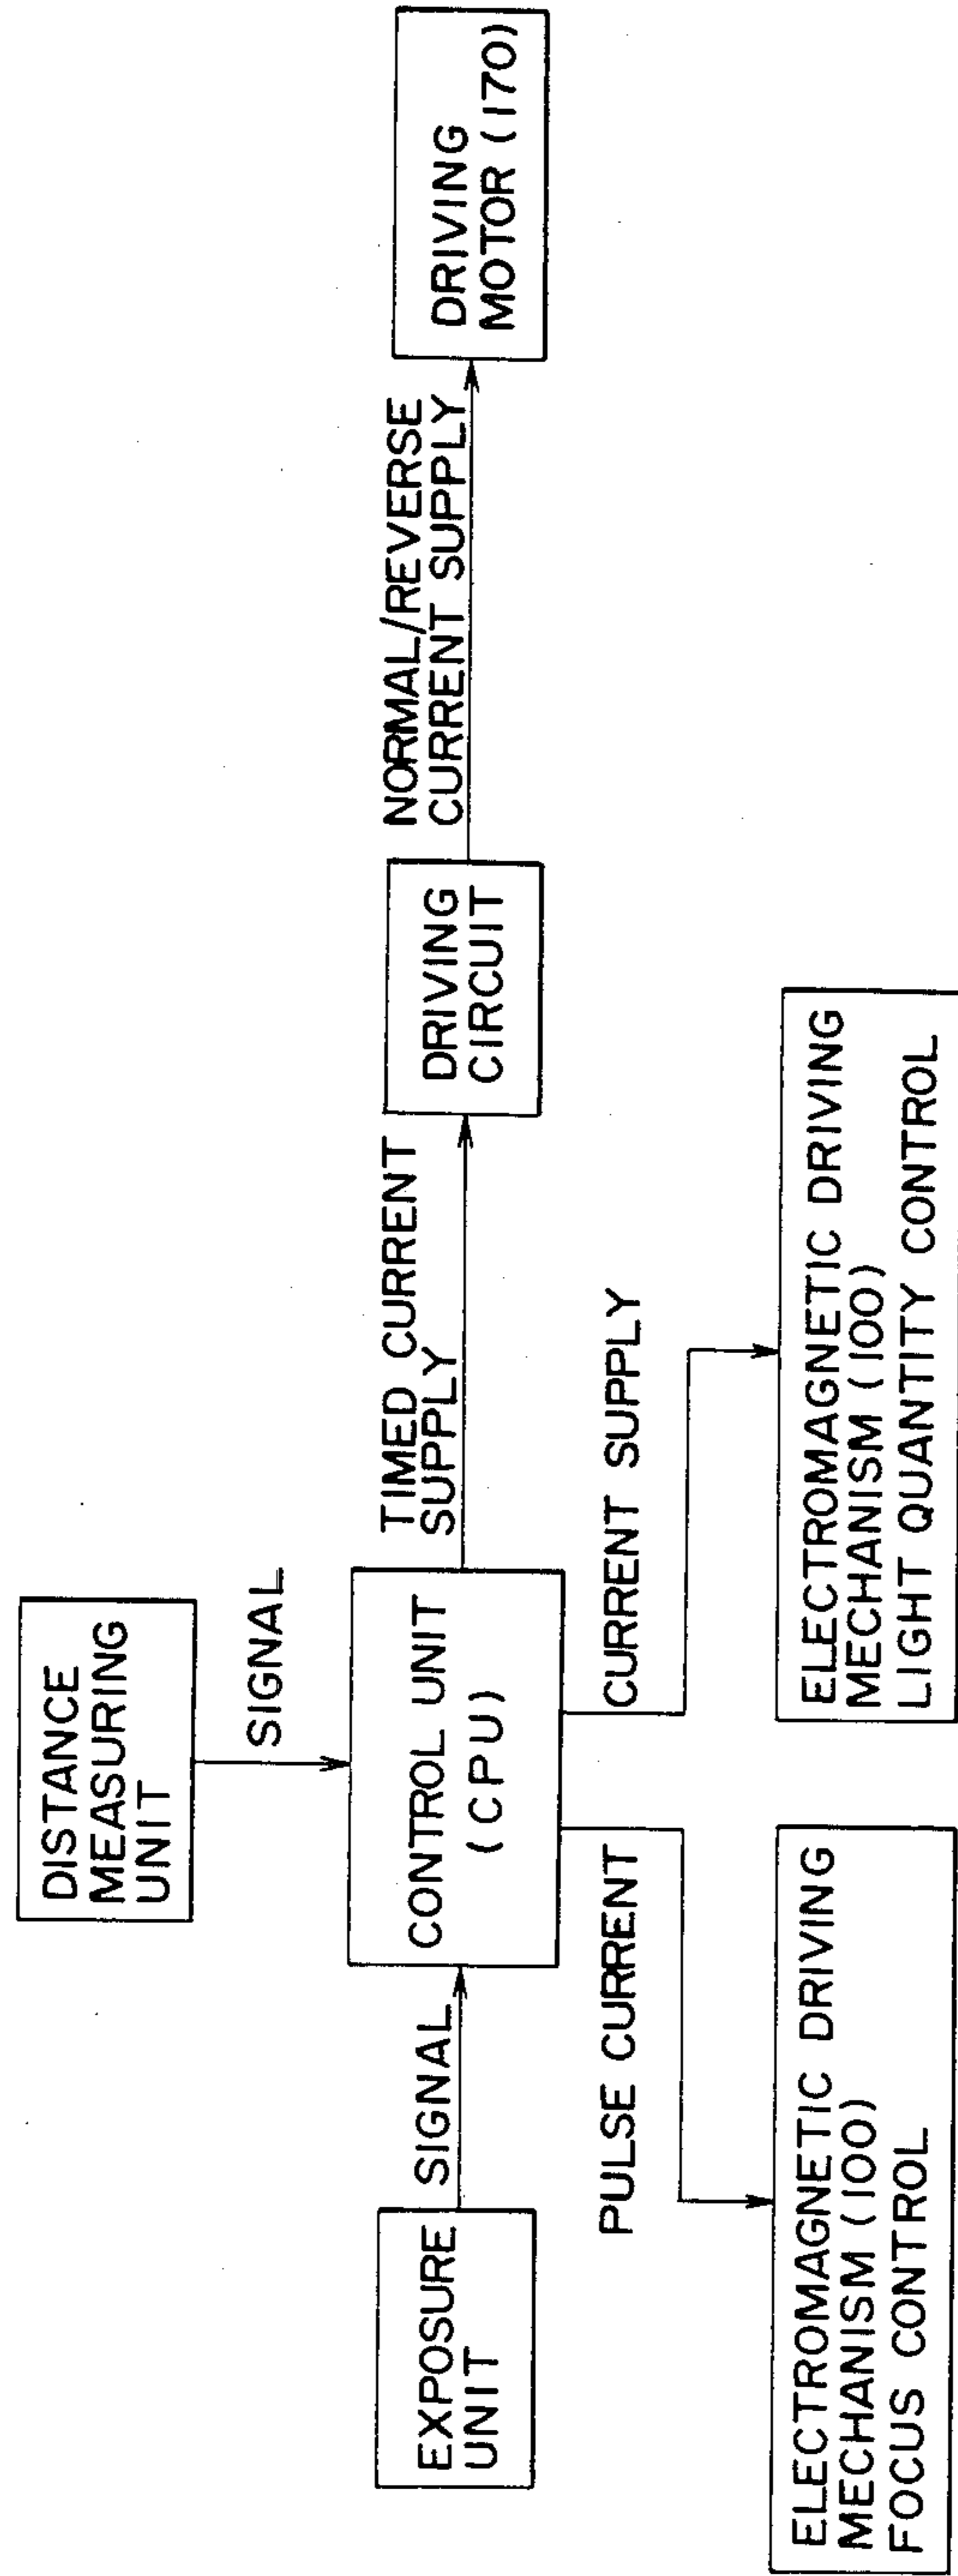 DISTANCE
MEASURING
UNIT
SIGNAL
EXPOSURE
UNIT
SIGNAL
CONTROL UNIT
(CPU)
TIMED CURRENT
SUPPLY
DRIVING
CIRCUIT
NORMAL/REVERSE
CURRENT SUPPLY
DRIVING
MOTOR (170)
PULSE CURRENT
CURRENT SUPPLY
ELECTROMAGNETIC DRIVING
MECHANISM (100)
FOCUS CONTROL
ELECTROMAGNETIC DRIVING
MECHANISM (100)
LIGHT QUANTITY CONTROL